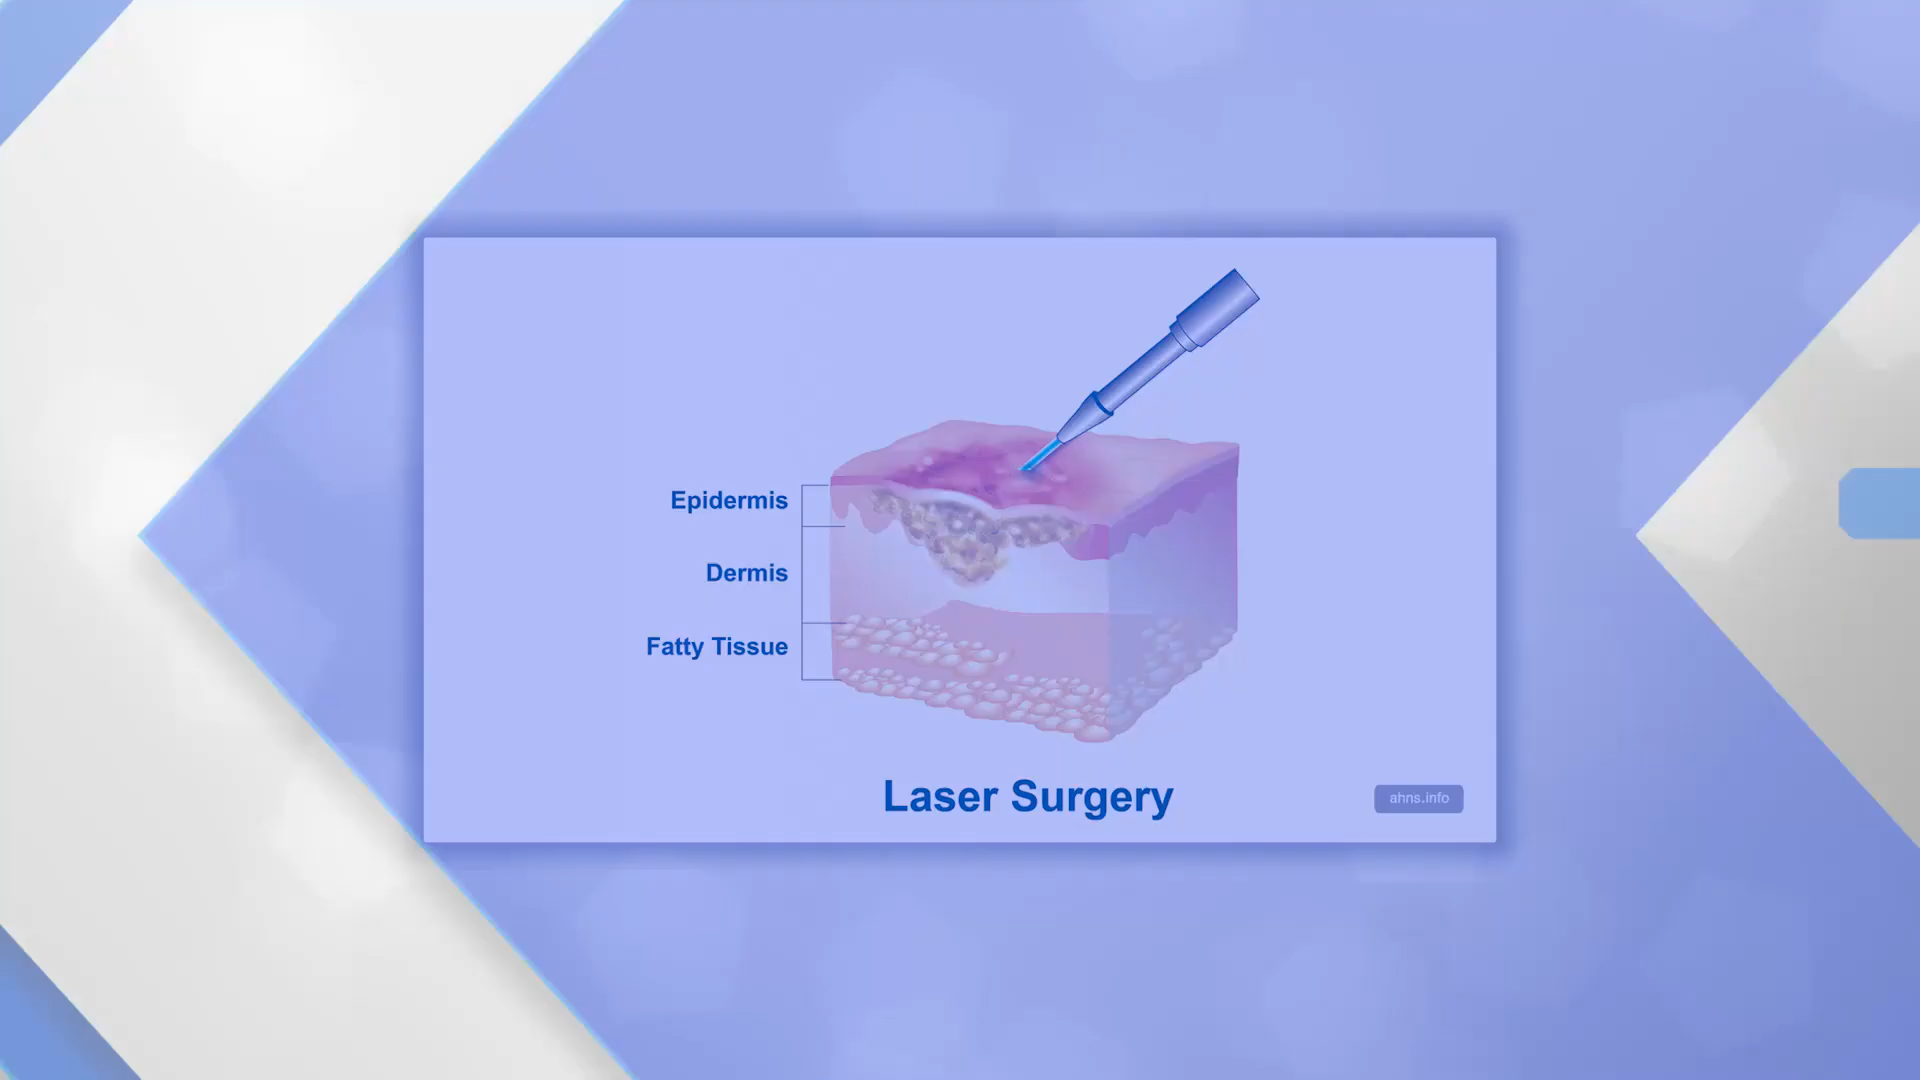 Epidermis
Dermis
Fatty Tissue
Laser Surgery
ahns.info